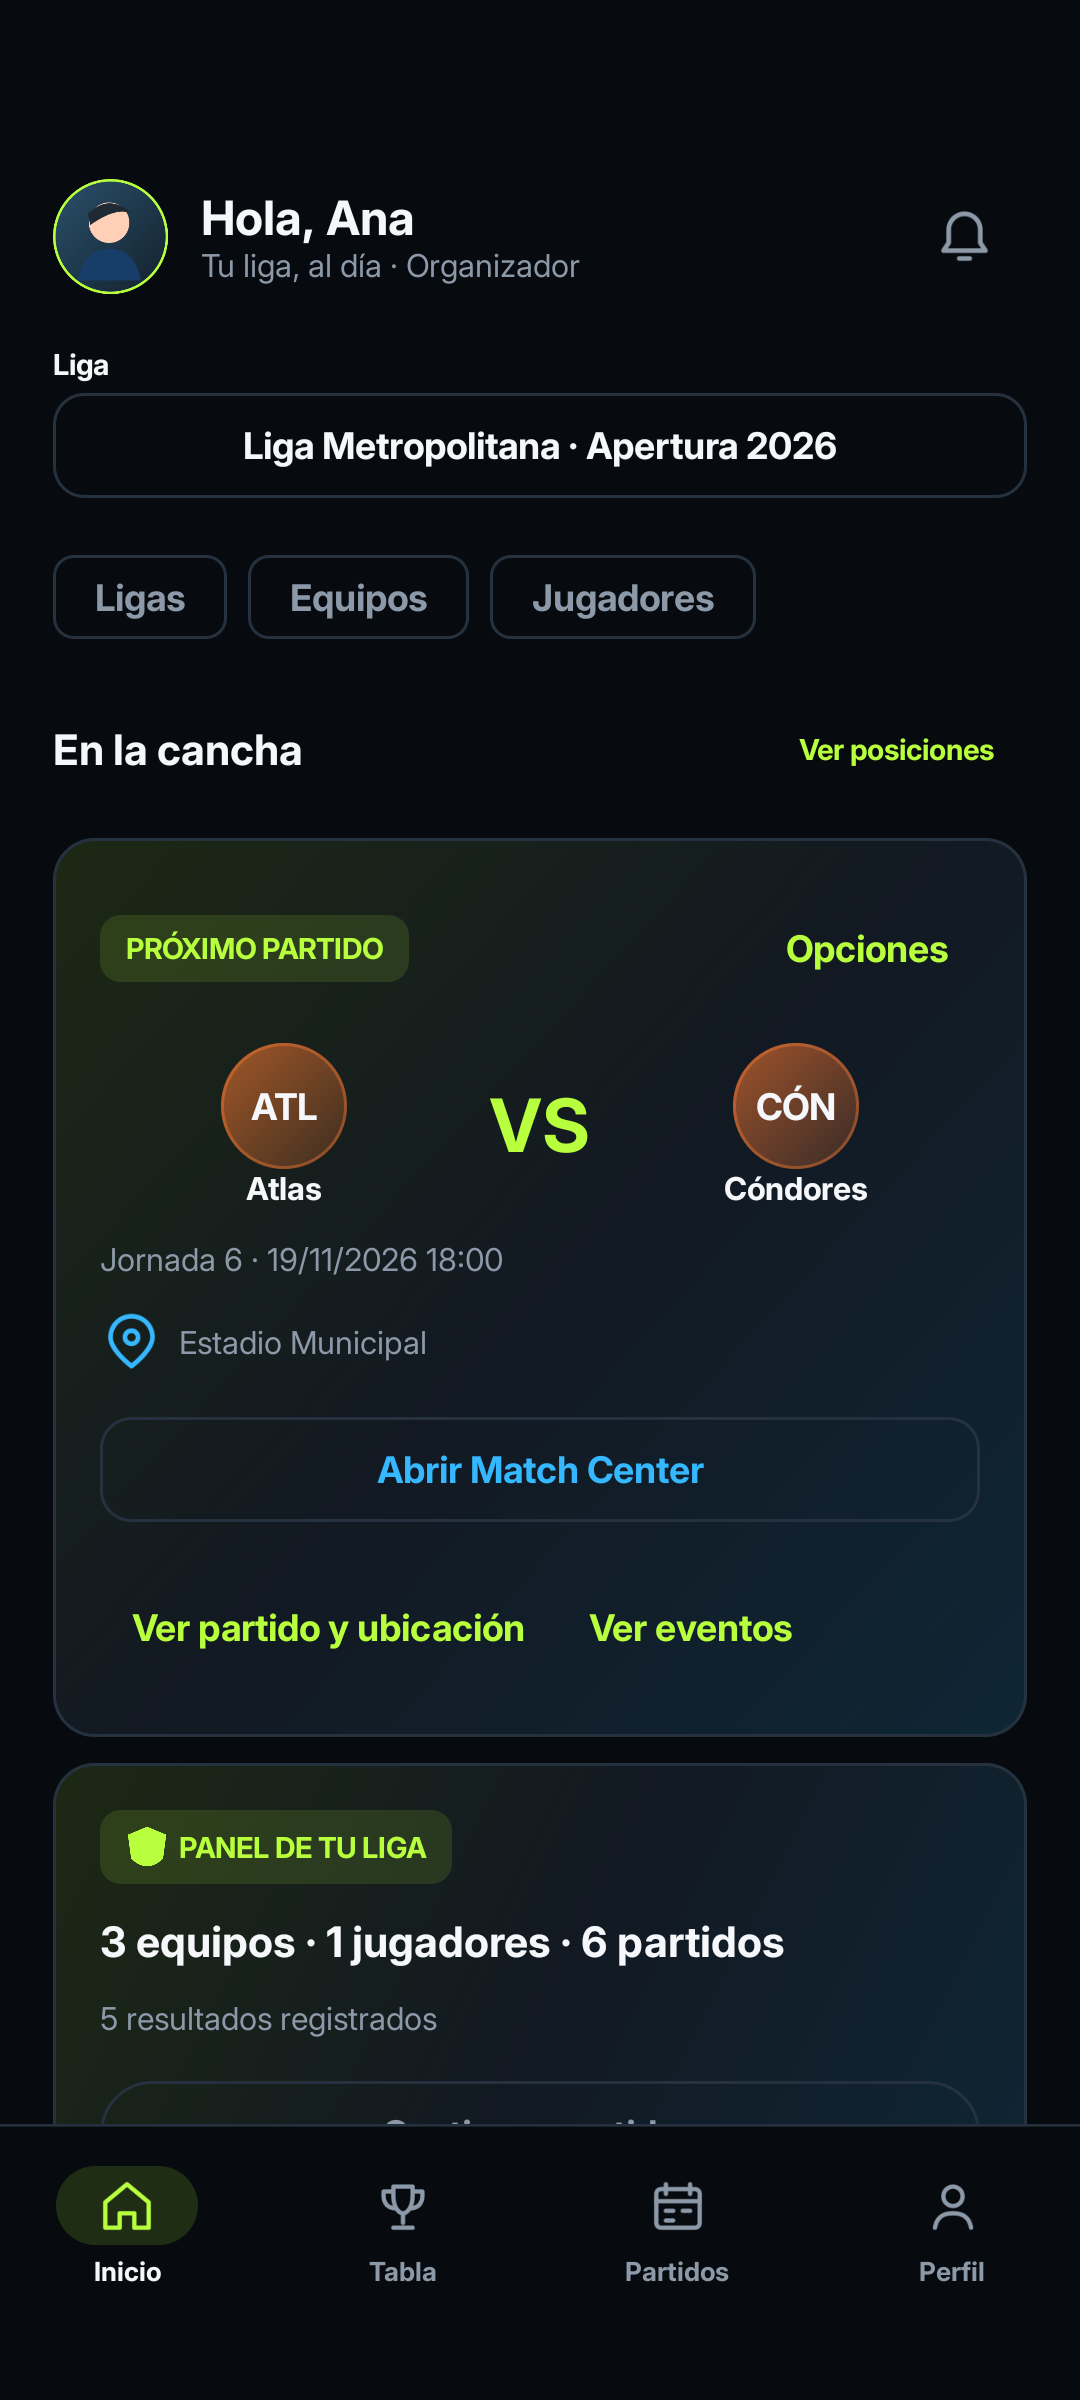 Hola, Ana
Tu liga, al día · Organizador
Liga
Liga Metropolitana · Apertura 2026
Ligas
Equipos
Jugadores
En la cancha
Ver posiciones
PRÓXIMO PARTIDO
Opciones
ATL
VS
CÓN
Atlas
Cóndores
Jornada 6 · 19/11/2026 18:00
Estadio Municipal
Abrir Match Center
Ver partido y ubicación
Ver eventos
PANEL DE TU LIGA
3 equipos · 1 jugadores · 6 partidos
5 resultados registrados
Inicio
Tabla
Partidos
Perfil